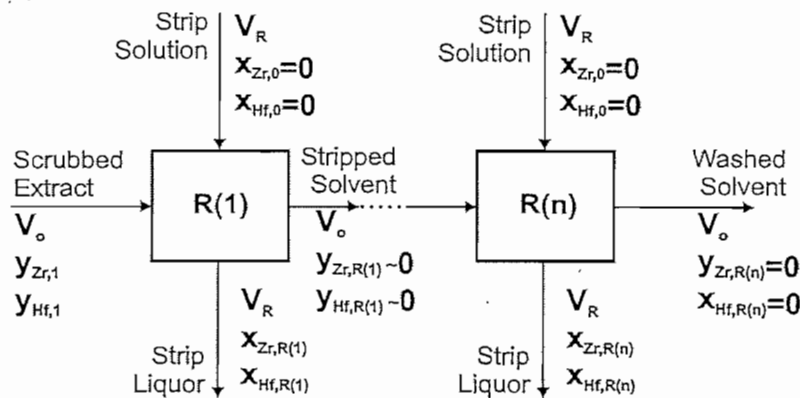 Strip
Solution
V_R
x_Zr,0=0
x_Hf,0=0
Strip
Solution
V_R
x_Zr,0=0
x_Hf,0=0
Scrubbed
Extract
V_o
y_Zr,1
y_Hf,1
R(1)
Stripped
Solvent
V_o
y_Zr,R(1)~0
y_Hf,R(1)~0
R(n)
Washed
Solvent
V_o
y_Zr,R(n)=0
x_Hf,R(n)=0
V_R
x_Zr,R(1)
x_Hf,R(1)
Strip
Liquor
V_R
x_Zr,R(n)
x_Hf,R(n)
Strip
Liquor